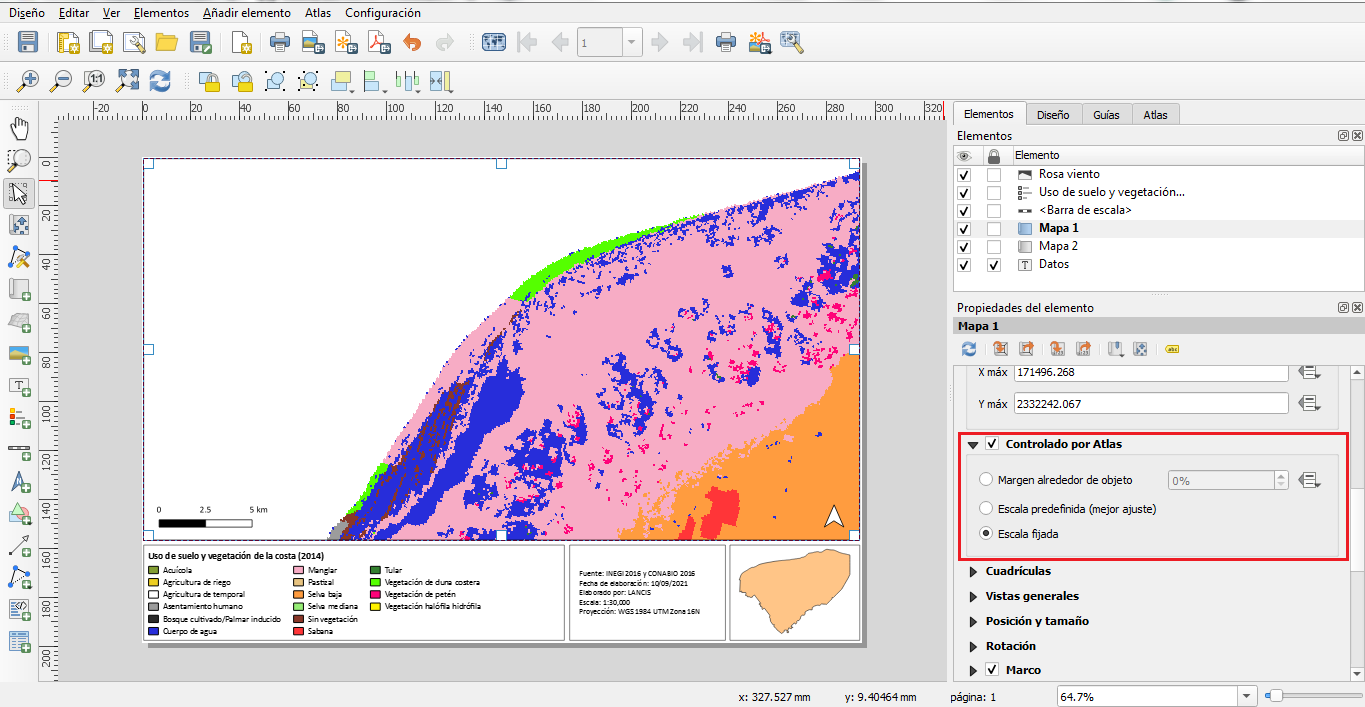 Diseño Editar Ver Elementos Añadir elemento Atlas Configuración
1
1:1
-20 0 20 40 60 80 100 120 140 160 180 200 220 240 260 280 300 320
0
20
40
60
80
100
120
140
160
180
200
0 2.5 5 km
Uso de suelo y vegetación de la costa (2014)
Acuícola
Agricultura de riego
Agricultura de temporal
Asentamiento humano
Bosque cultivado/Palmar inducido
Cuerpo de agua
Manglar
Pastizal
Selva baja
Selva mediana
Sin vegetación
Sabana
Tular
Vegetación de duna costera
Vegetación de petén
Vegetación halófila hidrófila
Fuente: INEGI 2016 y CONABIO 2016
Fecha de elaboración: 10/09/2021
Elaborado por: LANCIS
Escala: 1:30,000
Proyección: WGS 1984 UTM Zona 16N
Elementos Diseño Guías Atlas
Elementos
Elemento
Rosa viento
Uso de suelo y vegetación...
<Barra de escala>
Mapa 1
Mapa 2
Datos
Propiedades del elemento
Mapa 1
abc
X máx 171496.268
Y máx 2332242.067
Controlado por Atlas
Margen alrededor de objeto 0%
Escala predefinida (mejor ajuste)
Escala fijada
Cuadrículas
Vistas generales
Posición y tamaño
Rotación
Marco
x: 327.527 mm y: 9.40464 mm página: 1 64.7%